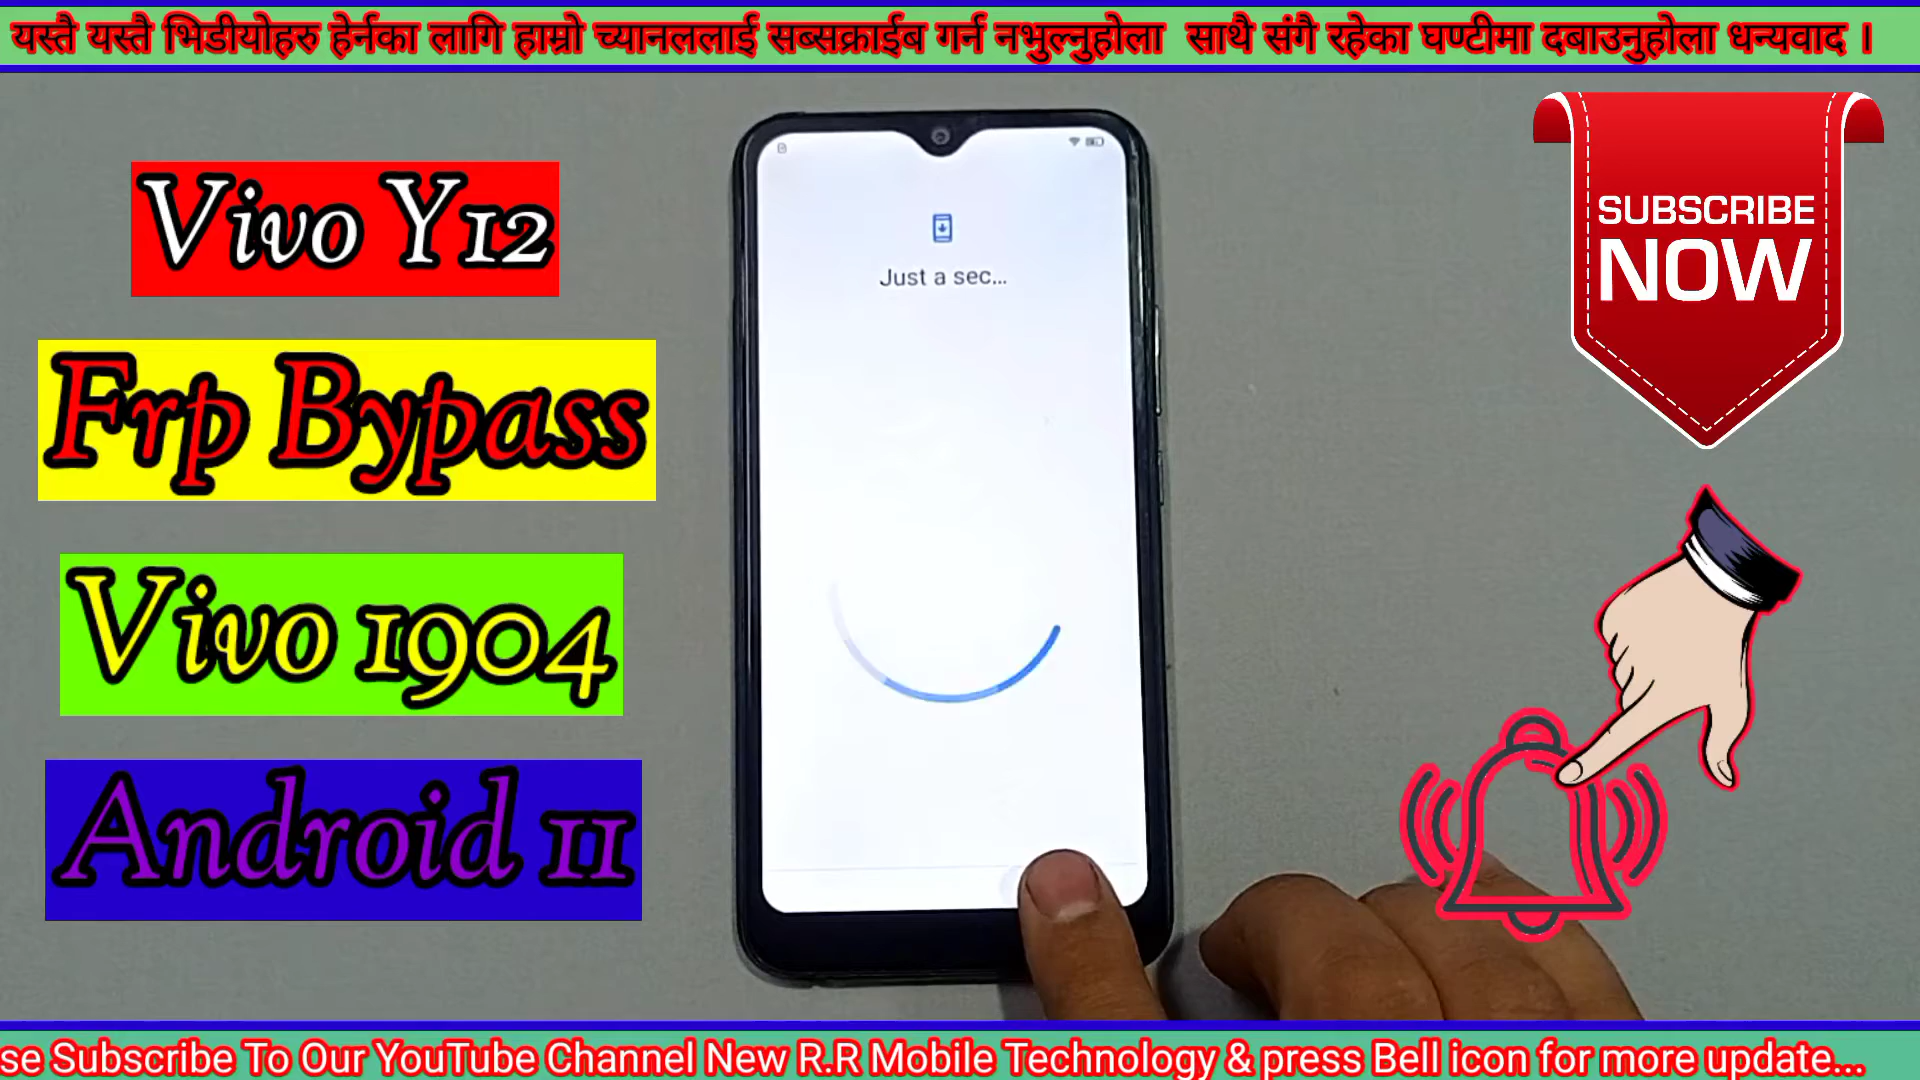 यस्तै यस्तै भिडीयोहरु हेर्नका लागि हाम्रो च्यानललाई सब्सक्राईब गर्न नभुल्नुहोला साथै संगै रहेका घण्टीमा दबाउनुहोला धन्यवाद ।
Vivo Y12
Frp Bypass
Vivo 1904
Android 11
Just a sec...
SUBSCRIBE
NOW
se Subscribe To Our YouTube Channel New R.R Mobile Technology & press Bell icon for more update...